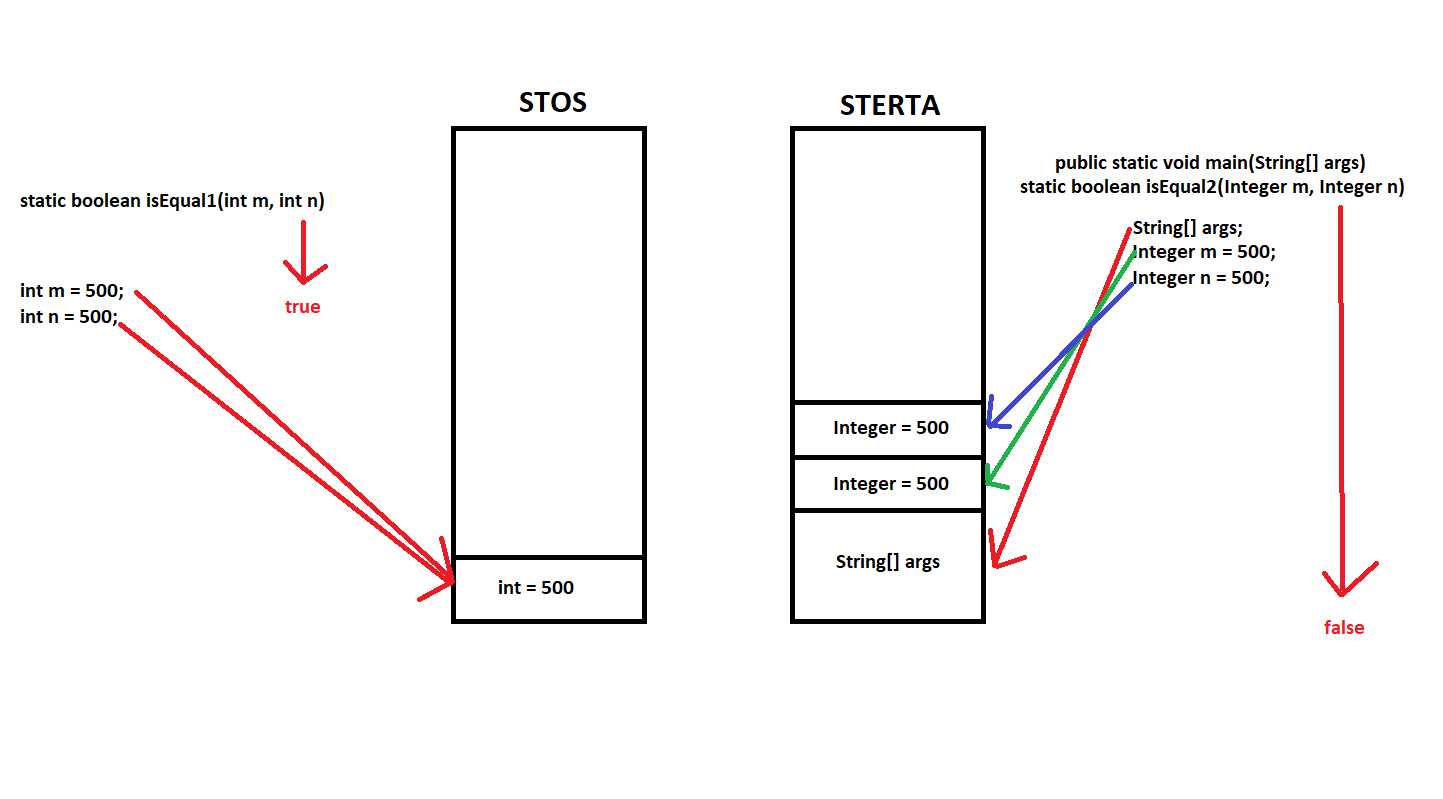 STOS
STERTA
static boolean isEqual1(int m, int n)
true
int m = 500;
int n = 500;
int = 500
public static void main(String[] args)
static boolean isEqual2(Integer m, Integer n)
String[] args;
Integer m = 500;
Integer n = 500;
Integer = 500
Integer = 500
String[] args
false